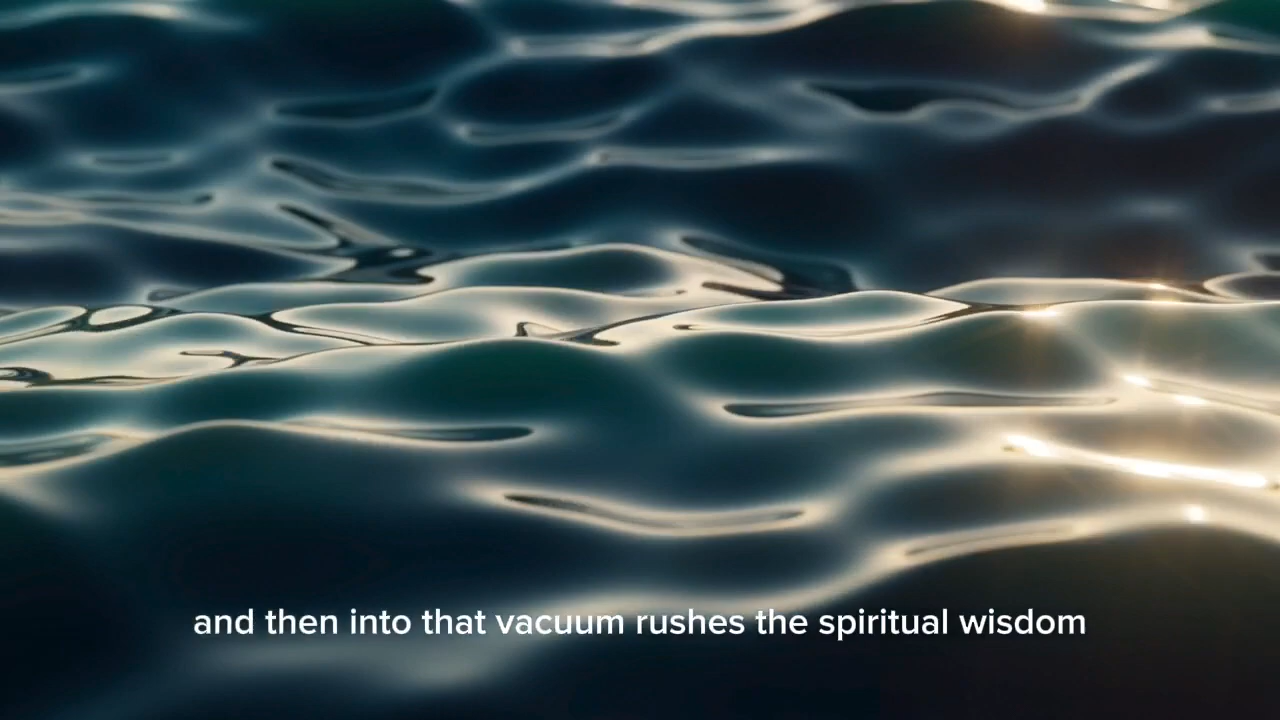 and then into that vacuum rushes the spiritual wisdom